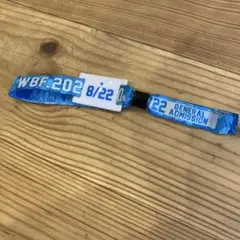 WBF 202
8/22
22 GENERAL
ADMISSION